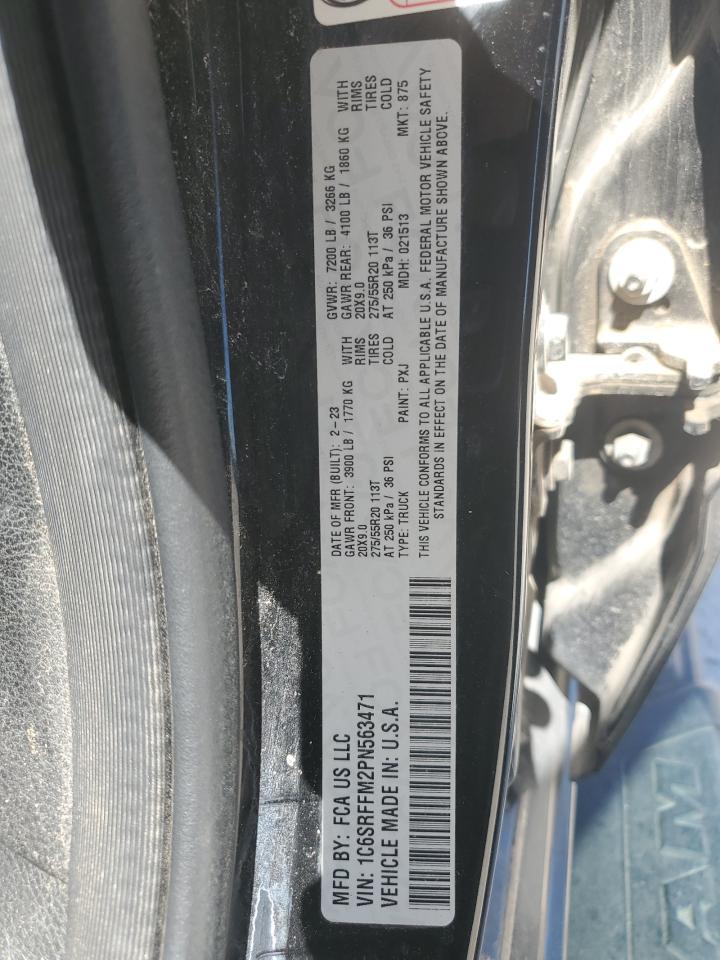 MFD BY: FCA US LLC
VIN: 1C6SRFFM2PN563471
VEHICLE MADE IN: U.S.A.
DATE OF MFR (BUILT): 2-23
GVWR: 7200 LB / 3266 KG
GAWR FRONT: 3900 LB / 1770 KG WITH
GAWR REAR: 4100 LB / 1860 KG WITH
20X9.0 RIMS
20X9.0 RIMS
275/55R20 113T TIRES
275/55R20 113T TIRES
AT 250 kPa / 36 PSI COLD
AT 250 kPa / 36 PSI COLD
TYPE: TRUCK PAINT: PXJ MDH: 021513 MKT: 875
THIS VEHICLE CONFORMS TO ALL APPLICABLE U.S.A. FEDERAL MOTOR VEHICLE SAFETY
STANDARDS IN EFFECT ON THE DATE OF MANUFACTURE SHOWN ABOVE.